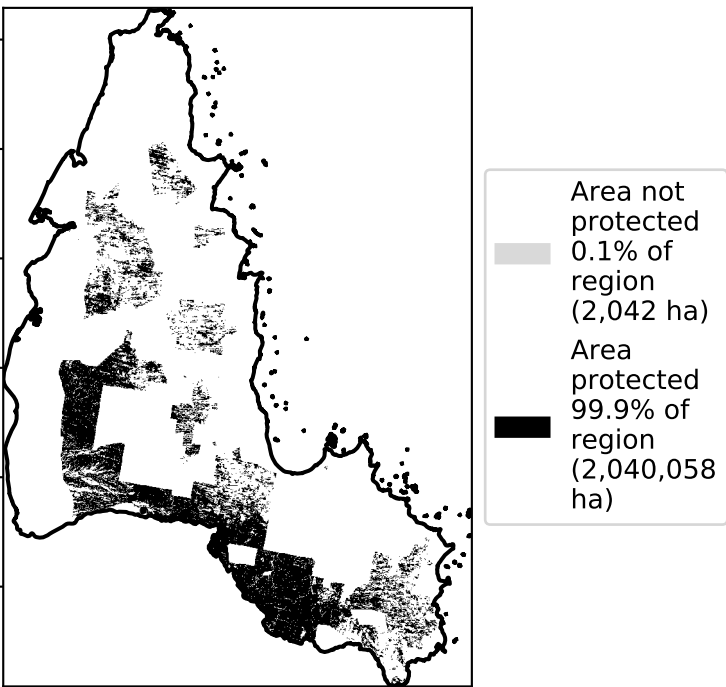 Area not
protected
0.1% of
region
(2,042 ha)
Area
protected
99.9% of
region
(2,040,058
ha)